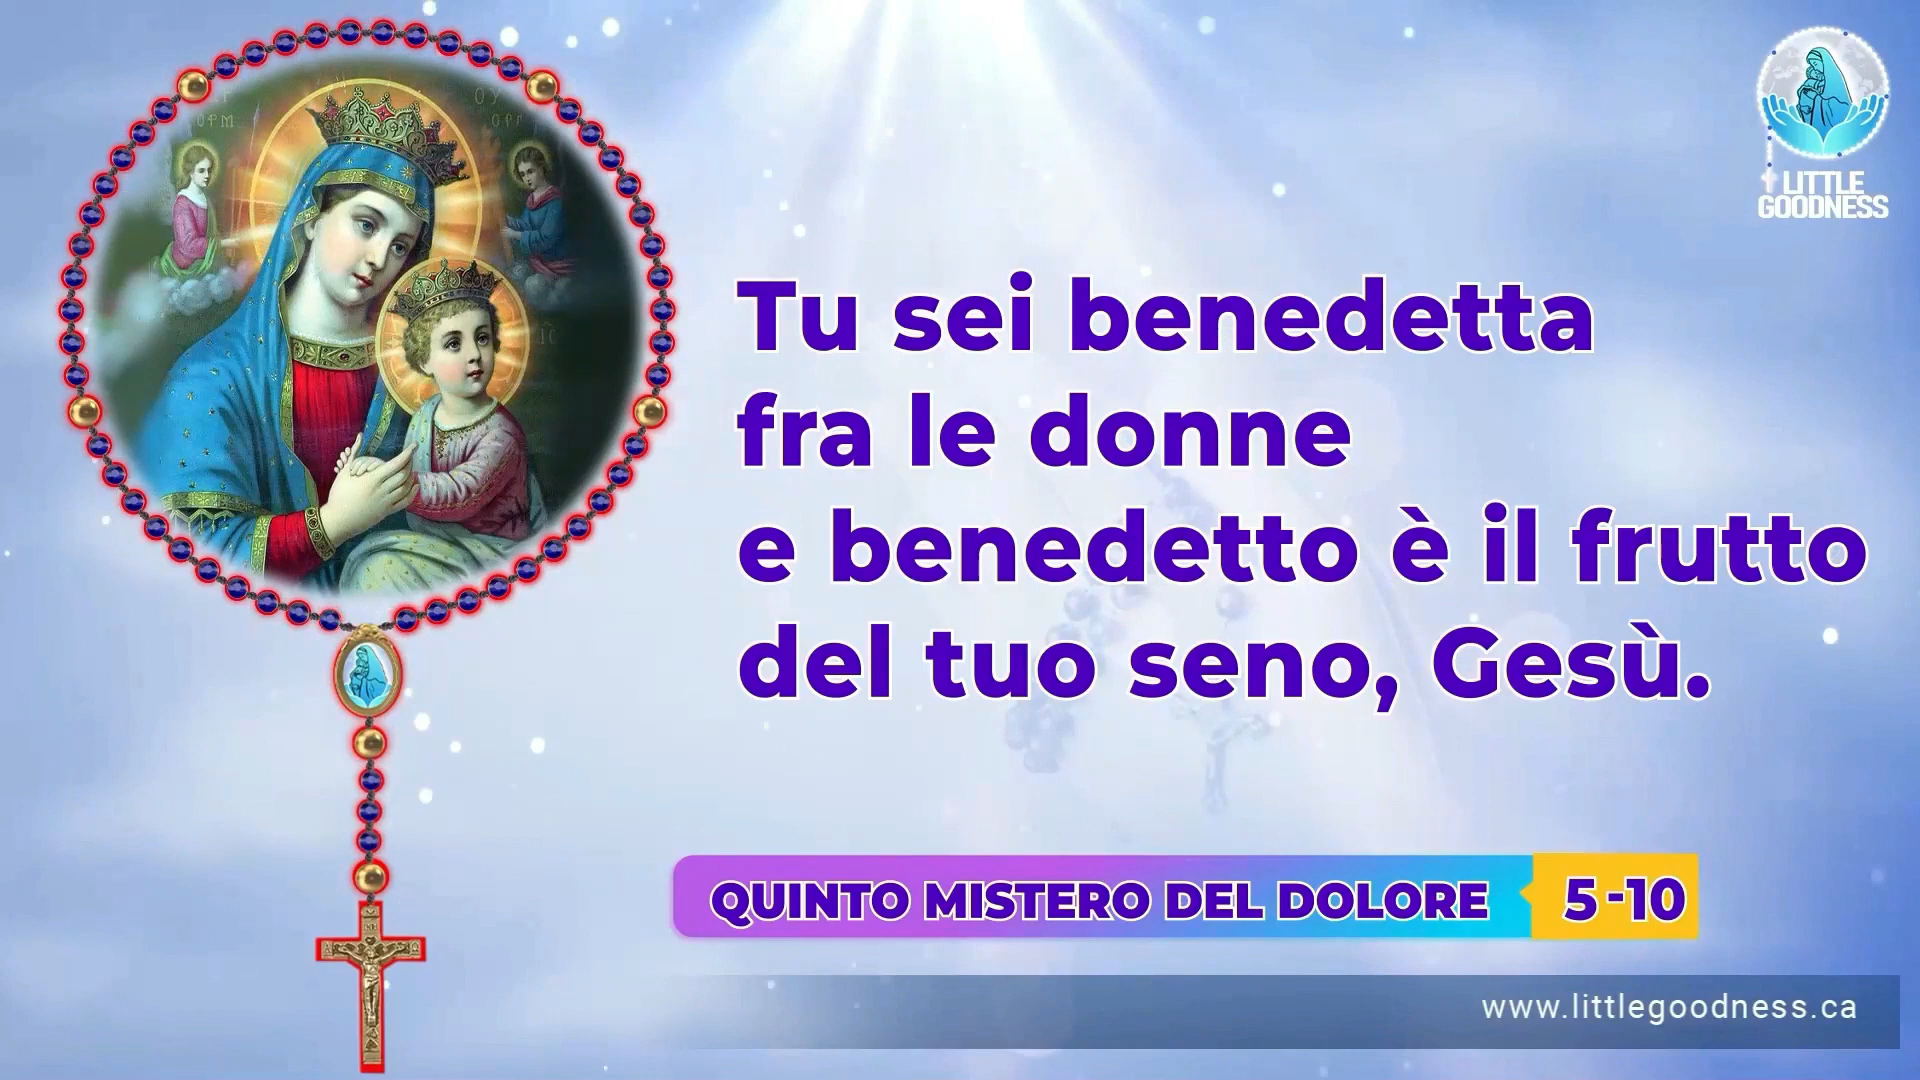 LITTLE
GOODNESS
Tu sei benedetta
fra le donne
e benedetto è il frutto
del tuo seno, Gesù.
QUINTO MISTERO DEL DOLORE 5-10
www.littlegoodness.ca